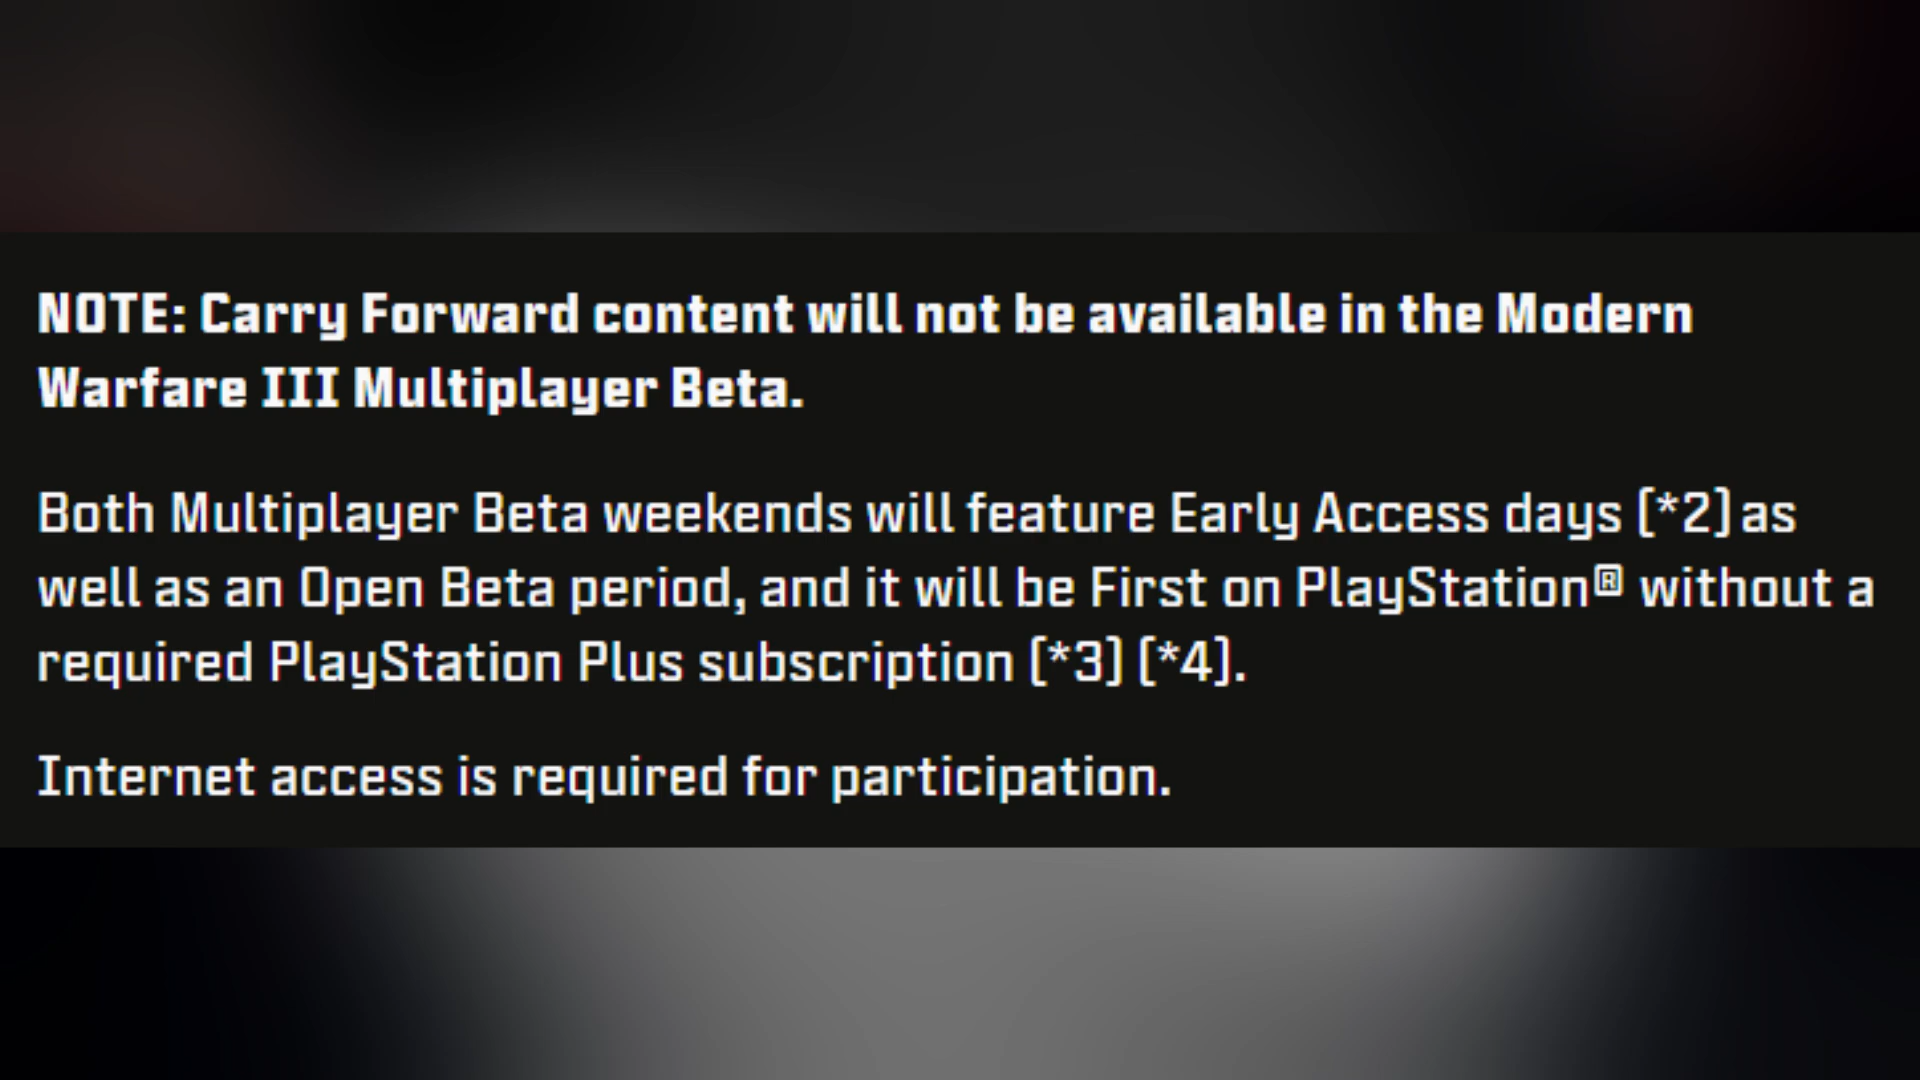 NOTE: Carry Forward content will not be available in the Modern
Warfare III Multiplayer Beta.
Both Multiplayer Beta weekends will feature Early Access days [*2] as
well as an Open Beta period, and it will be First on PlayStation® without a
required PlayStation Plus subscription [*3] [*4].
Internet access is required for participation.